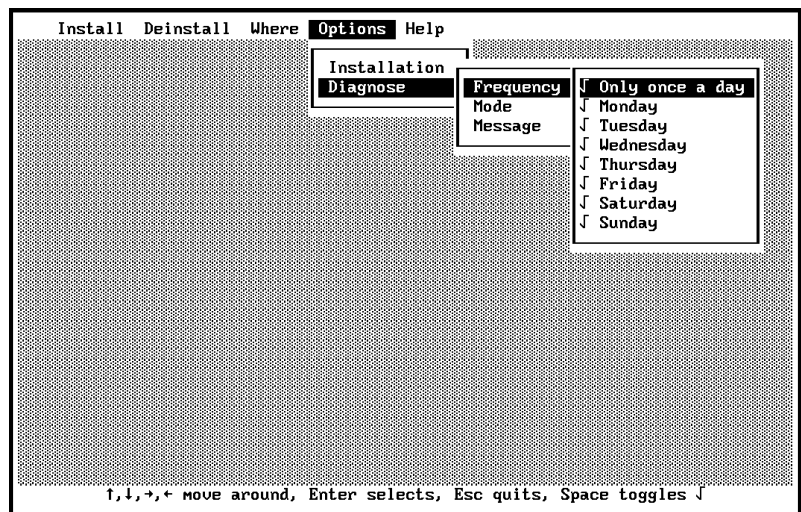 Install Deinstall Where Options Help
Installation
Diagnose
Frequency
Mode
Message
√ Only once a day
√ Monday
√ Tuesday
√ Wednesday
√ Thursday
√ Friday
√ Saturday
√ Sunday
↑,↓,→,← Move around, Enter selects, Esc quits, Space toggles √